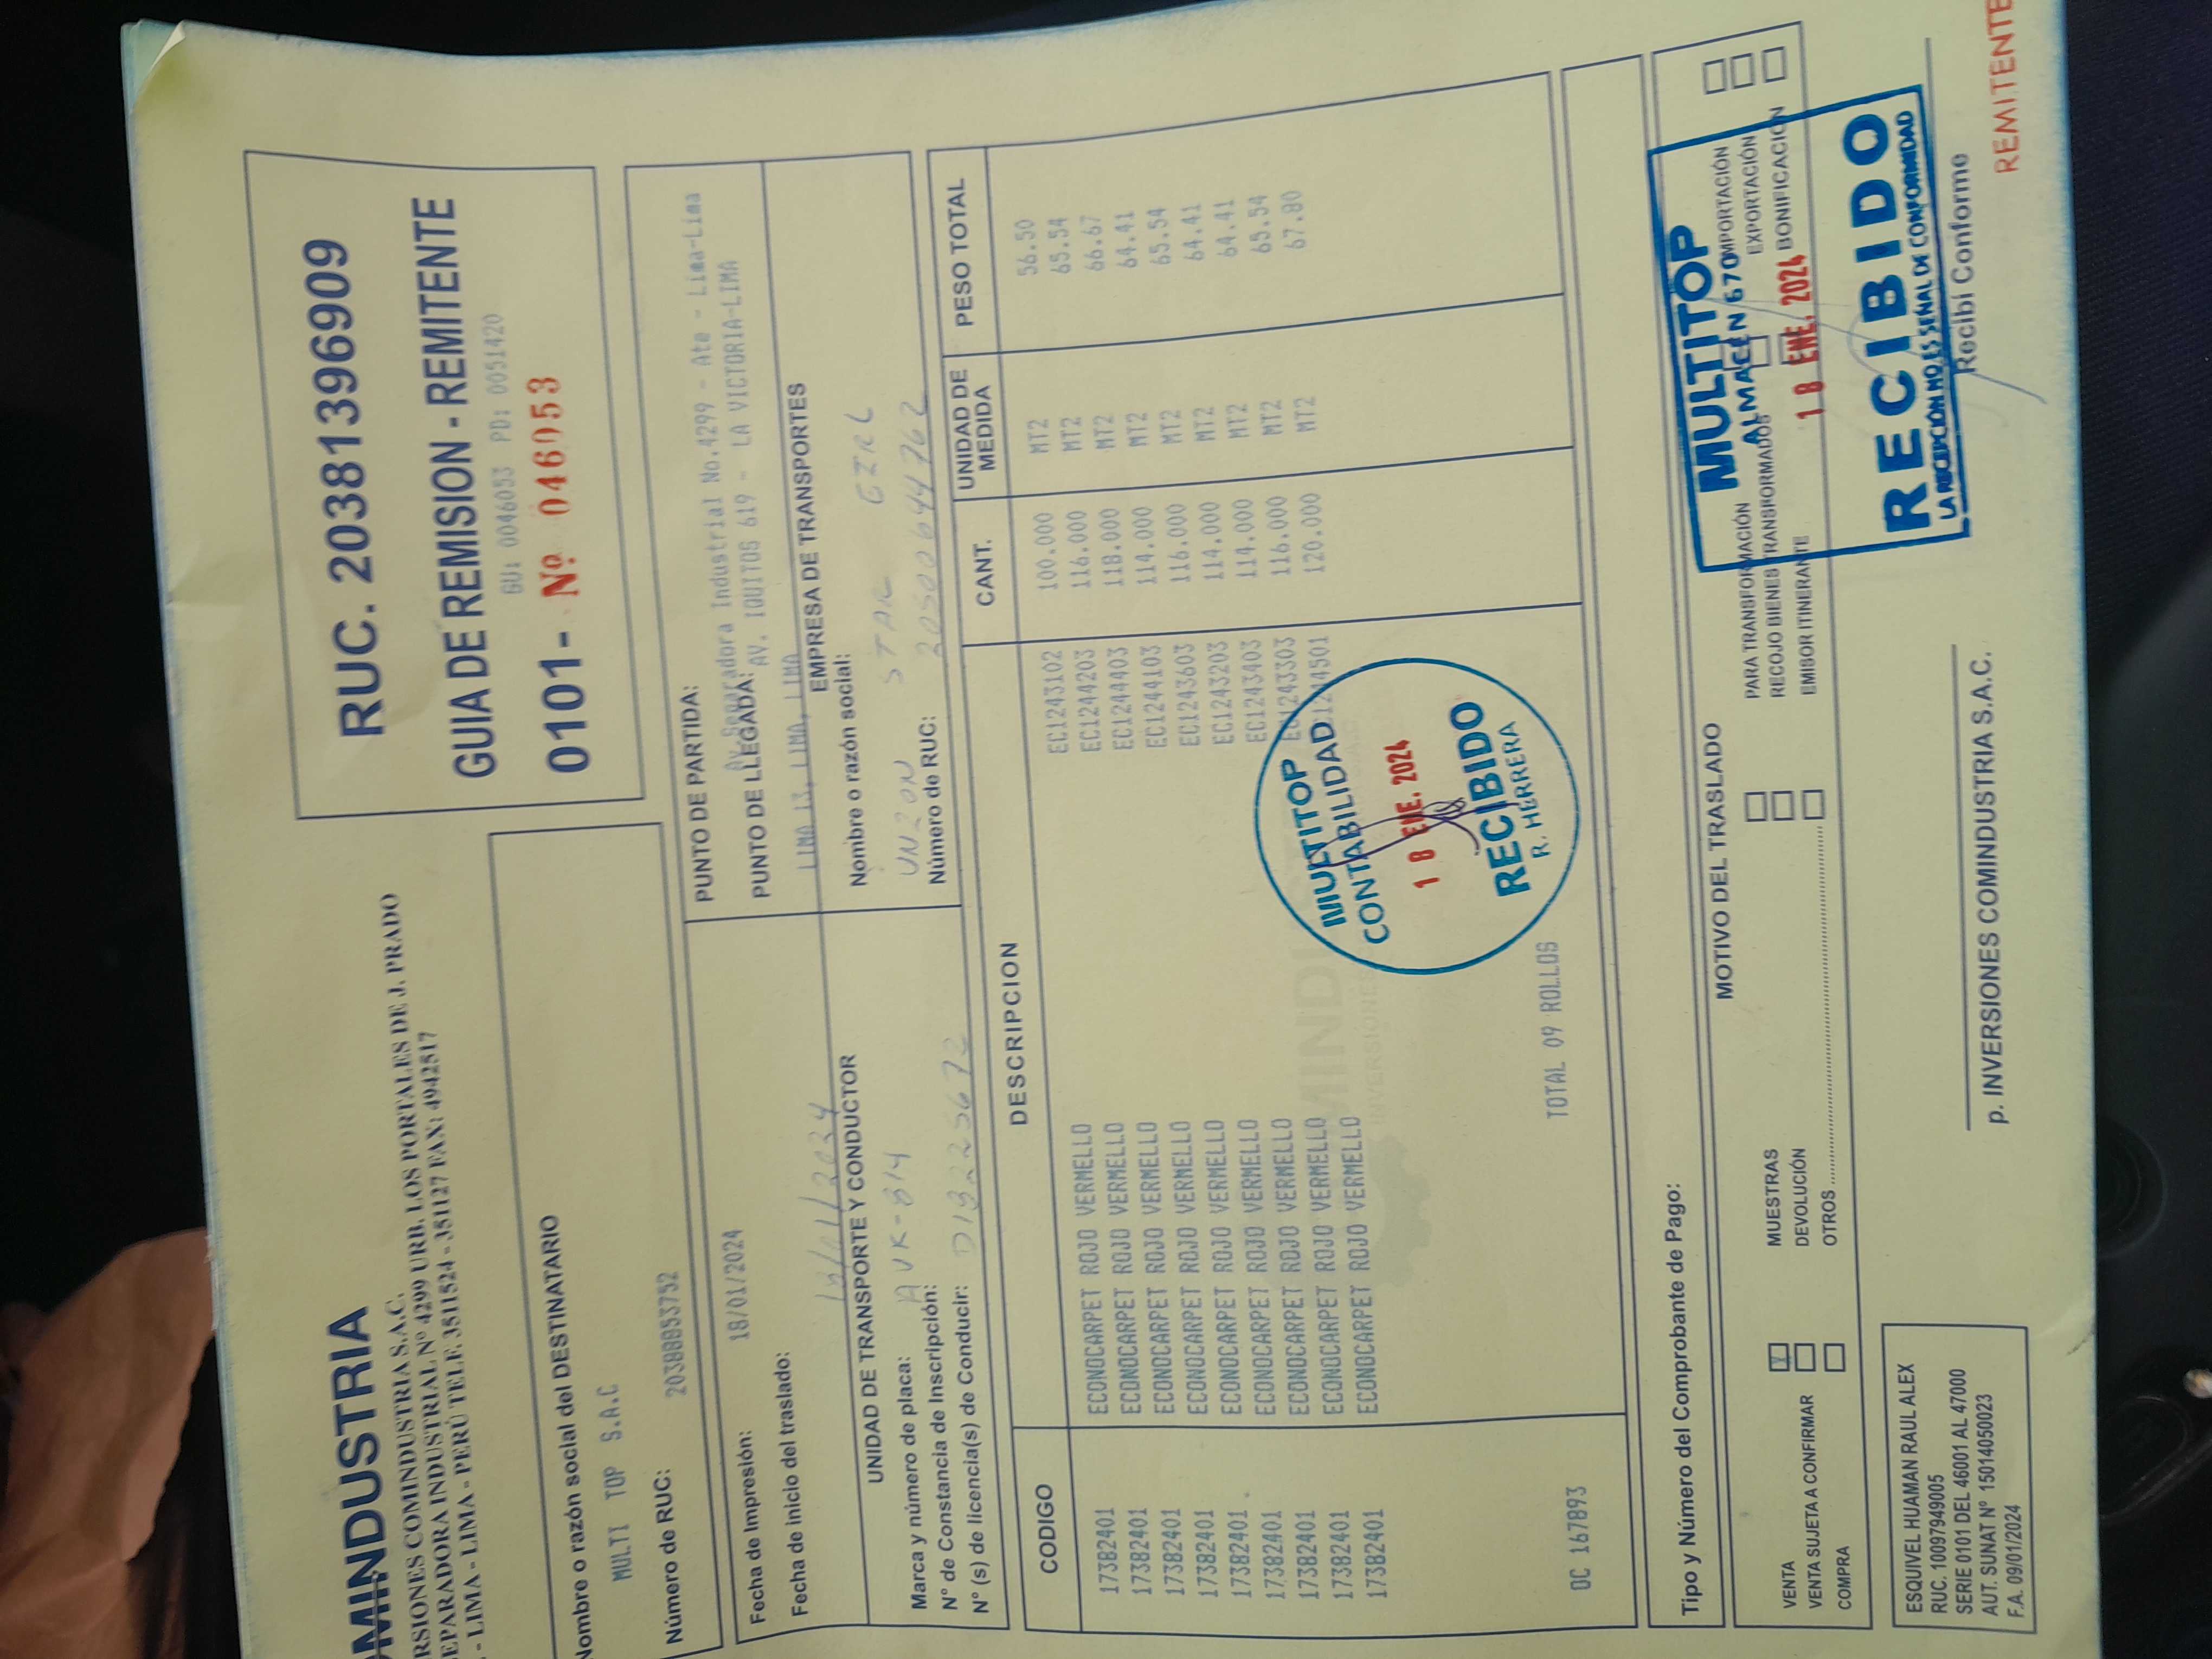 OMINDUSTRIA
RSIONES COMINDUSTRIA S.A.C.
EPARADORA INDUSTRIAL Nº 4299 URB. LOS PORTALES DE J. PRADO
- LIMA - LIMA - PERÚ TELF. 3511524 - 351127 FAX: 4942517
RUC. 20381396909
GUIA DE REMISION - REMITENTE
GU: 0046053 PD: 0051420
0101- Nº 046053
Nombre o razón social del DESTINATARIO
MULTI TOP S.A.C
Número de RUC: 20388853752
Fecha de Impresión: 18/01/2024
Fecha de inicio del traslado:
PUNTO DE PARTIDA:
Av. Separadora Industrial No.4299 - Ate - Lima-Lima
PUNTO DE LLEGADA: AV. IQUITOS 619 - LA VICTORIA-LIMA
LIMA 13, LIMA, LIMA
UNIDAD DE TRANSPORTE Y CONDUCTOR
Marca y número de placa: AVK-814
N° de Constancia de Inscripción:
N° (s) de licencia(s) de Conducir:
EMPRESA DE TRANSPORTES
Nombre o razón social:
STAR EIRL
Número de RUC:
CODIGO DESCRIPCION CANT. UNIDAD DE MEDIDA PESO TOTAL
17382401 ECONOCARPET ROJO VERMELLO EC1243102 100.000 MT2 56.50
17382401 ECONOCARPET ROJO VERMELLO EC1244203 116.000 MT2 65.54
17382401 ECONOCARPET ROJO VERMELLO EC1244403 118.000 MT2 66.67
17382401 ECONOCARPET ROJO VERMELLO EC1244103 114.000 MT2 64.41
17382401 ECONOCARPET ROJO VERMELLO EC1243603 116.000 MT2 65.54
17382401 ECONOCARPET ROJO VERMELLO EC1243203 114.000 MT2 64.41
17382401 ECONOCARPET ROJO VERMELLO EC1243403 114.000 MT2 64.41
17382401 ECONOCARPET ROJO VERMELLO EC1243303 116.000 MT2 65.54
17382401 ECONOCARPET ROJO VERMELLO 120.000 MT2 67.80
MULTITOP
CONTABILIDAD
18 ENE. 2024
RECIBIDO
R. HERRERA
TOTAL 09 ROLLOS
OC 167893
Tipo y Número del Comprobante de Pago:
MOTIVO DEL TRASLADO
VENTA
VENTA SUJETA A CONFIRMAR
COMPRA
MUESTRAS
DEVOLUCIÓN
OTROS
PARA TRANSFORMACIÓN
RECOJO BIENES TRANSFORMADOS
EMISOR ITINERANTE
IMPORTACIÓN
EXPORTACIÓN
BONIFICACIÓN
MULTITOP
ALMACEN 670
18 ENE. 2024
RECIBIDO
LA RECEPCIÓN NO ES SEÑAL DE CONFORMIDAD
ESQUIVEL HUAMAN RAUL ALEX
RUC. 10097949005
SERIE 0101 DEL 46001 AL 47000
AUT. SUNAT Nº 15014050023
F.A. 09/01/2024
p. INVERSIONES COMINDUSTRIA S.A.C.
Recibí Conforme
REMITENTE